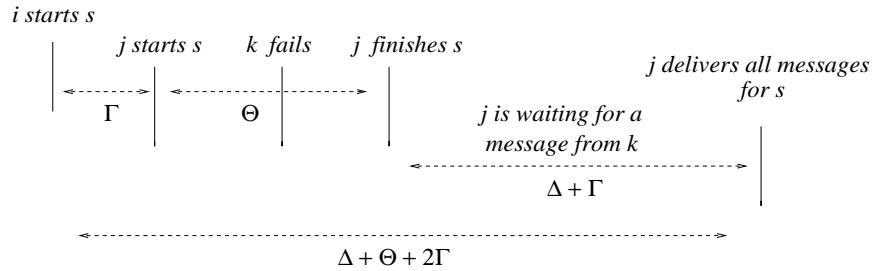 i starts s
j starts s
k fails
j finishes s
j delivers all messages
for s
Γ
Θ
j is waiting for a
message from k
Δ + Γ
Δ + Θ + 2Γ